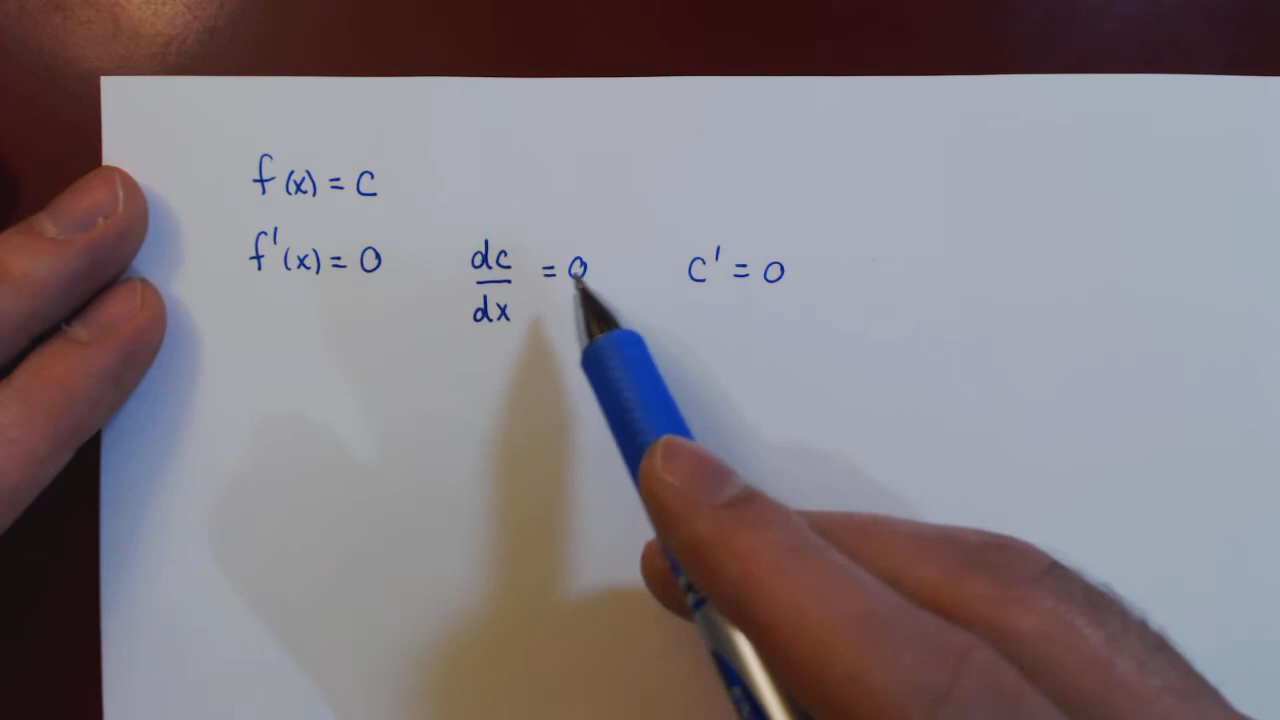 f(x) = c
f'(x) = 0    dc/dx = 0    c' = 0